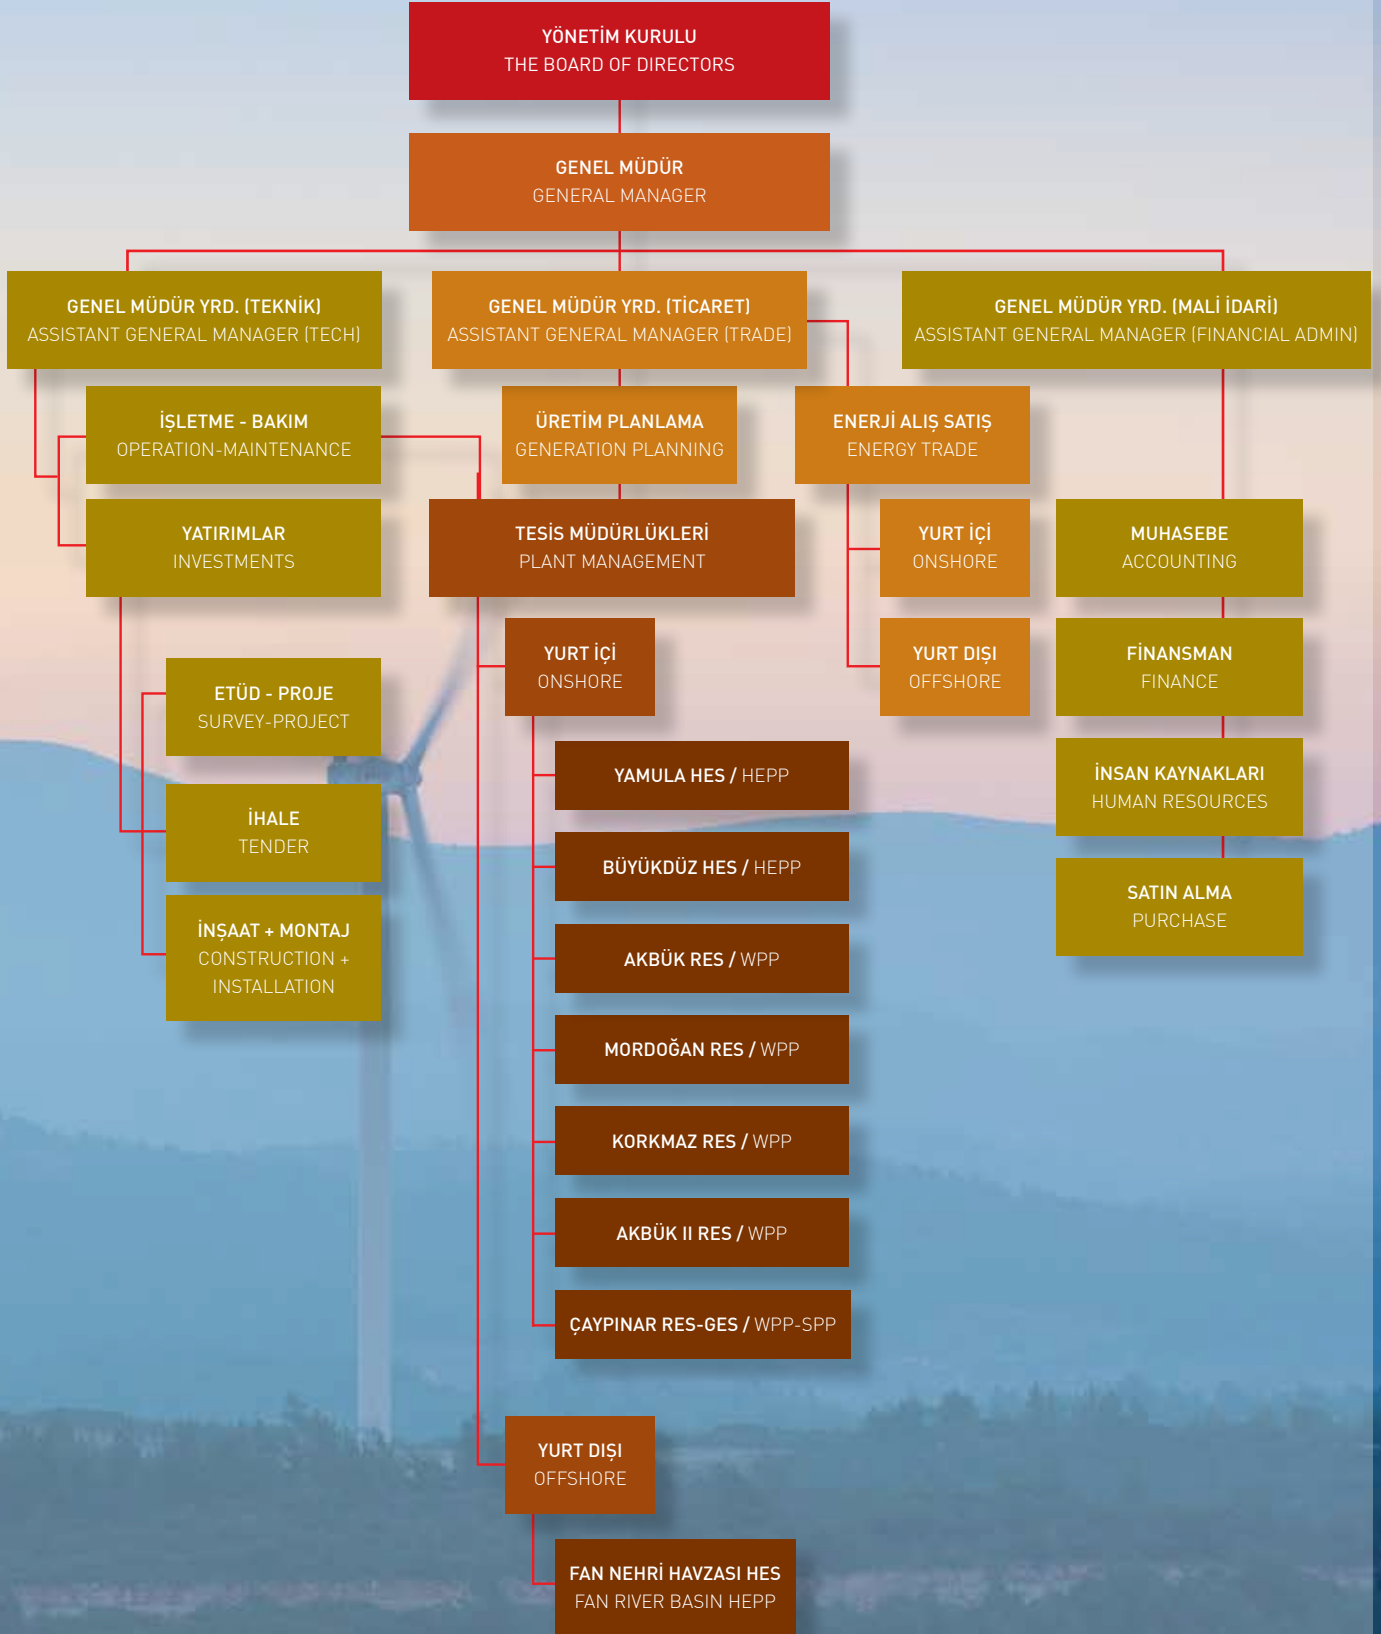 YÖNETİM KURULU
THE BOARD OF DIRECTORS
GENEL MÜDÜR
GENERAL MANAGER
GENEL MÜDÜR YRD. (TEKNİK)
ASSISTANT GENERAL MANAGER (TECH)
GENEL MÜDÜR YRD. (TİCARET)
ASSISTANT GENERAL MANAGER (TRADE)
GENEL MÜDÜR YRD. (MALİ İDARİ)
ASSISTANT GENERAL MANAGER (FINANCIAL ADMIN)
İŞLETME - BAKIM
OPERATION-MAINTENANCE
ÜRETİM PLANLAMA
GENERATION PLANNING
ENERJİ ALIŞ SATIŞ
ENERGY TRADE
YATIRIMLAR
INVESTMENTS
TESİS MÜDÜRLÜKLERİ
PLANT MANAGEMENT
YURT İÇİ
ONSHORE
MUHASEBE
ACCOUNTING
YURT İÇİ
ONSHORE
YURT DIŞI
OFFSHORE
FİNANSMAN
FINANCE
ETÜD - PROJE
SURVEY-PROJECT
YAMULA HES / HEPP
İNSAN KAYNAKLARI
HUMAN RESOURCES
İHALE
TENDER
BÜYÜKDÜZ HES / HEPP
SATIN ALMA
PURCHASE
İNŞAAT + MONTAJ
CONSTRUCTION +
INSTALLATION
AKBÜK RES / WPP
MORDOĞAN RES / WPP
KORKMAZ RES / WPP
AKBÜK II RES / WPP
ÇAYPINAR RES-GES / WPP-SPP
YURT DIŞI
OFFSHORE
FAN NEHRİ HAVZASI HES
FAN RIVER BASIN HEPP